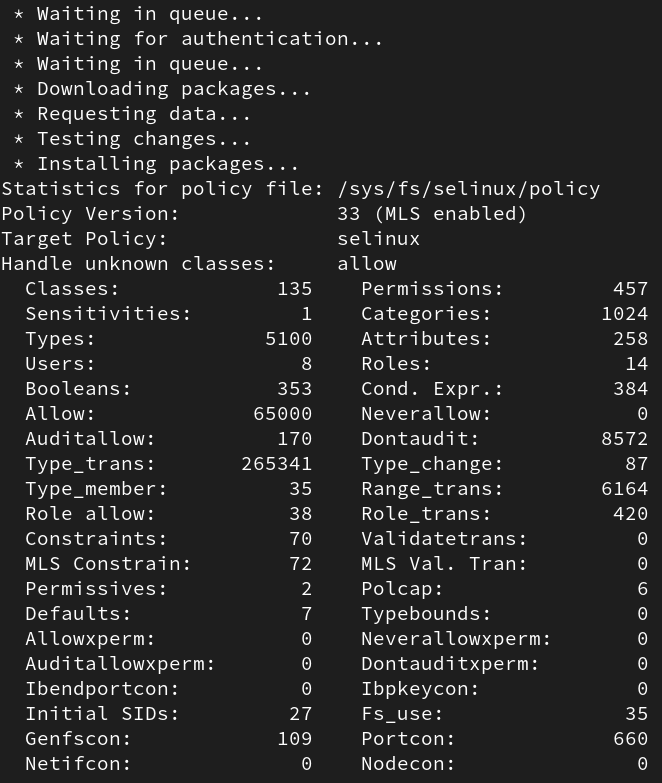 * Waiting in queue...
* Waiting for authentication...
* Waiting in queue...
* Downloading packages...
* Requesting data...
* Testing changes...
* Installing packages...
Statistics for policy file: /sys/fs/selinux/policy
Policy Version: 33 (MLS enabled)
Target Policy: selinux
Handle unknown classes: allow
Classes: 135 Permissions: 457
Sensitivities: 1 Categories: 1024
Types: 5100 Attributes: 258
Users: 8 Roles: 14
Booleans: 353 Cond. Expr.: 384
Allow: 65000 Neverallow: 0
Auditallow: 170 Dontaudit: 8572
Type_trans: 265341 Type_change: 87
Type_member: 35 Range_trans: 6164
Role allow: 38 Role_trans: 420
Constraints: 70 Validatetrans: 0
MLS Constrain: 72 MLS Val. Tran: 0
Permissives: 2 Polcap: 6
Defaults: 7 Typebounds: 0
Allowxperm: 0 Neverallowxperm: 0
Auditallowxperm: 0 Dontauditxperm: 0
Ibendportcon: 0 Ibpkeycon: 0
Initial SIDs: 27 Fs_use: 35
Genfscon: 109 Portcon: 660
Netifcon: 0 Nodecon: 0